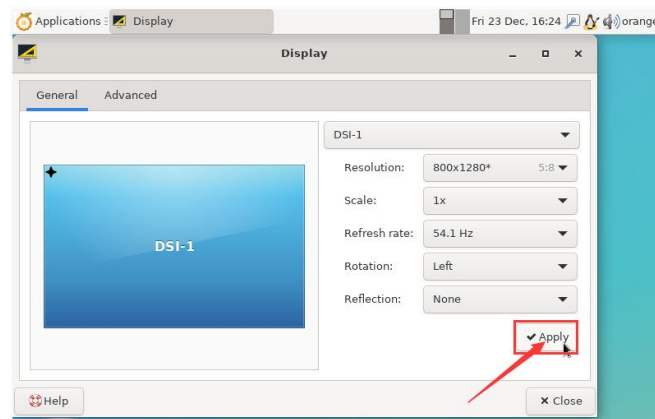 Applications Display Fri 23 Dec, 16:24 orange
Display
General Advanced
DSI-1
Resolution: 800x1280* 5:8
Scale: 1x
Refresh rate: 54.1 Hz
DSI-1
Rotation: Left
Reflection: None
Apply
Help Close